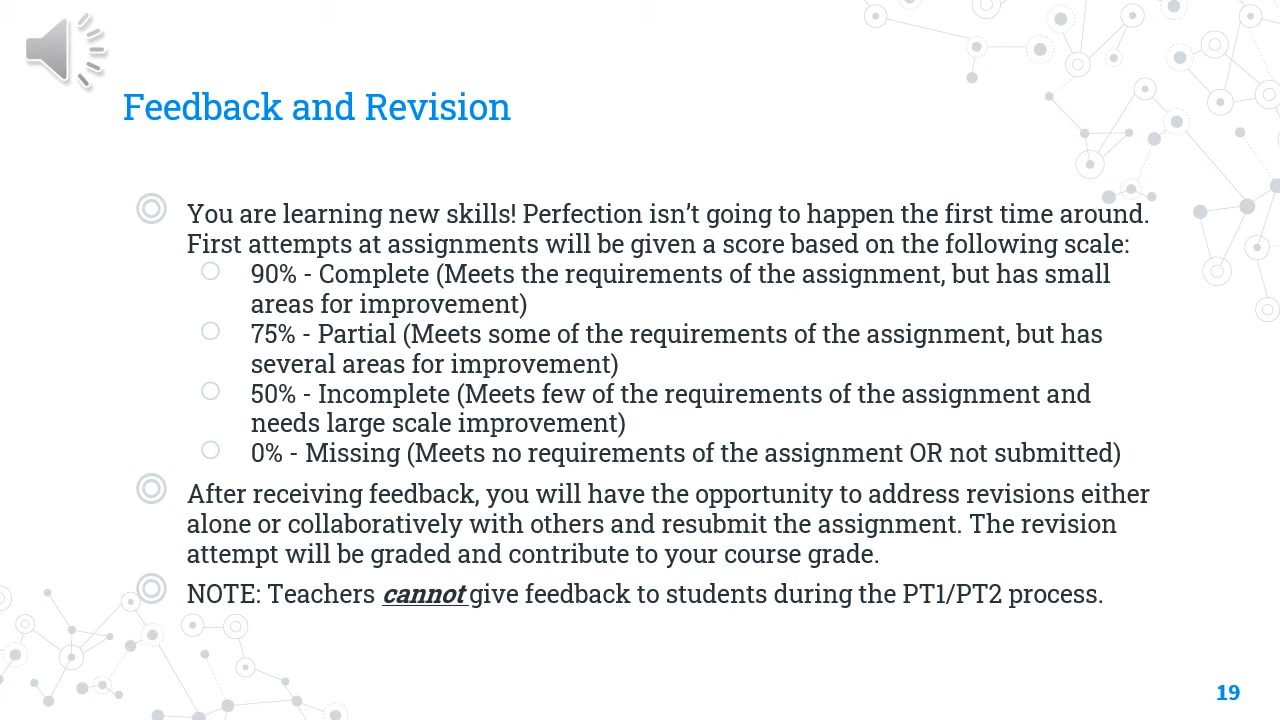 Feedback and Revision
You are learning new skills! Perfection isn’t going to happen the first time around.
First attempts at assignments will be given a score based on the following scale:
90% - Complete (Meets the requirements of the assignment, but has small
areas for improvement)
75% - Partial (Meets some of the requirements of the assignment, but has
several areas for improvement)
50% - Incomplete (Meets few of the requirements of the assignment and
needs large scale improvement)
0% - Missing (Meets no requirements of the assignment OR not submitted)
After receiving feedback, you will have the opportunity to address revisions either
alone or collaboratively with others and resubmit the assignment. The revision
attempt will be graded and contribute to your course grade.
NOTE: Teachers cannot give feedback to students during the PT1/PT2 process.
19